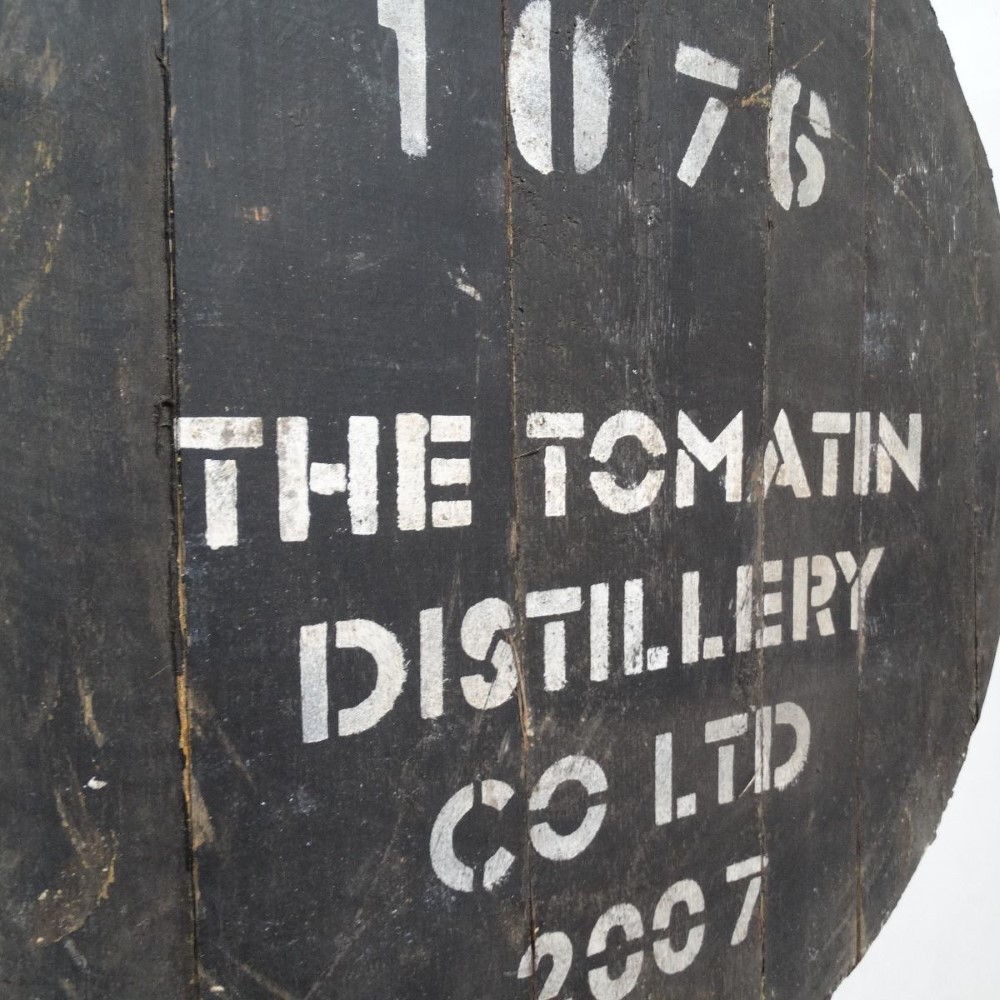 1076
THE TOMATIN
DISTILLERY
CO LTD
2007